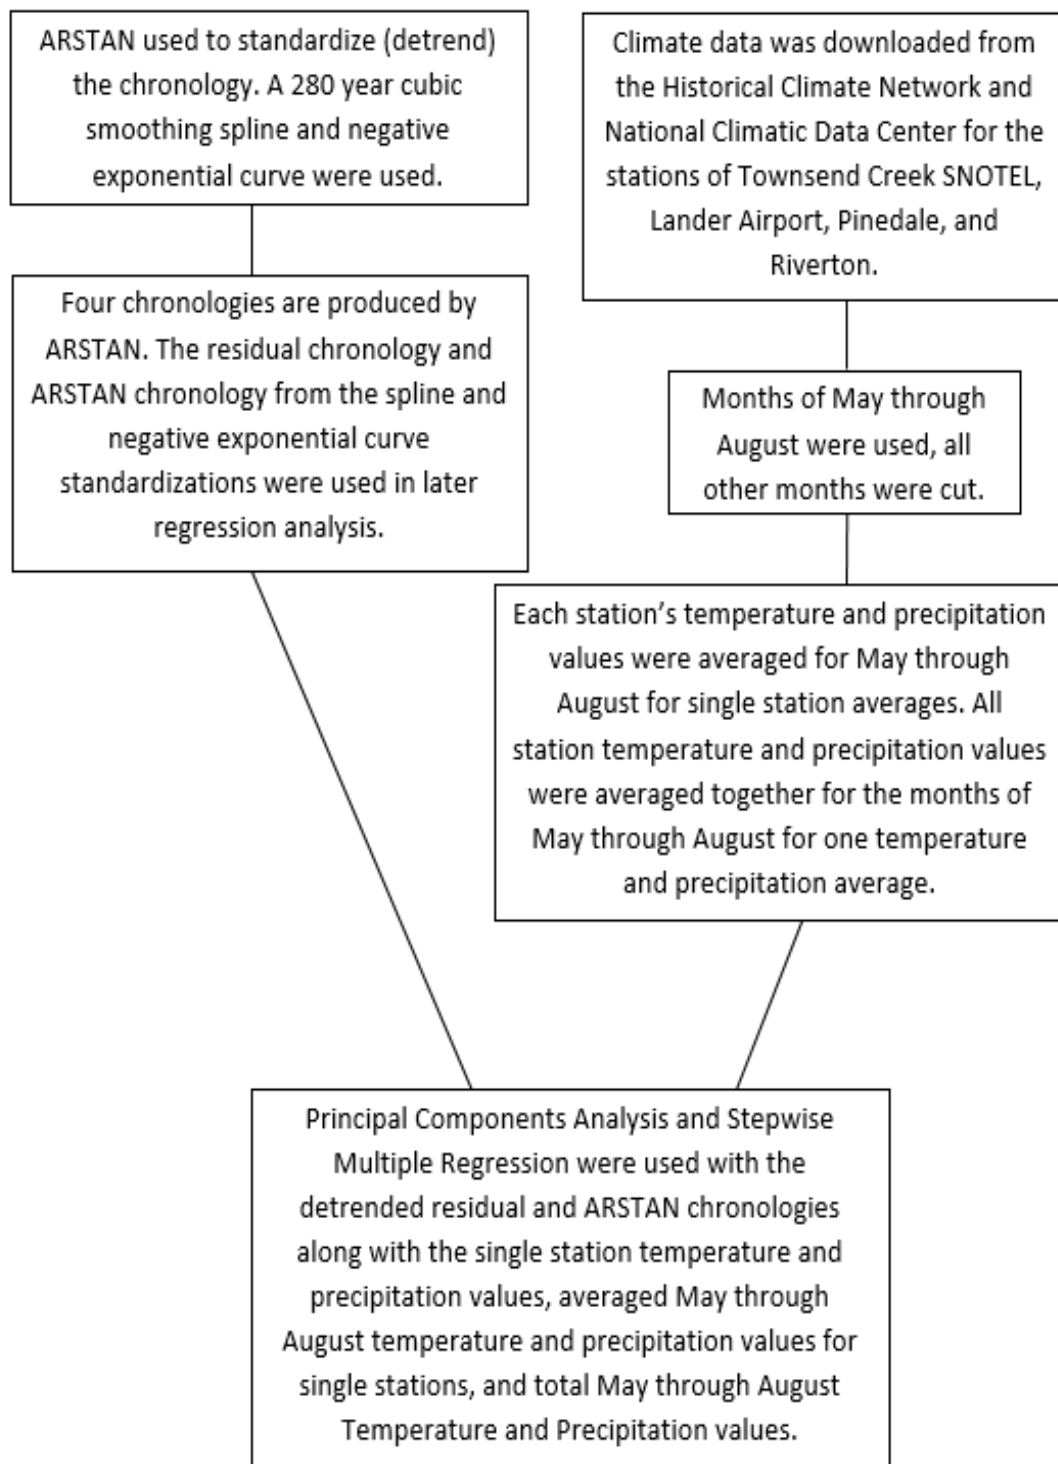 ARSTAN used to standardize (detrend)
the chronology. A 280 year cubic
smoothing spline and negative
exponential curve were used.
Four chronologies are produced by
ARSTAN. The residual chronology and
ARSTAN chronology from the spline and
negative exponential curve
standardizations were used in later
regression analysis.
Climate data was downloaded from
the Historical Climate Network and
National Climatic Data Center for the
stations of Townsend Creek SNOTEL,
Lander Airport, Pinedale, and
Riverton.
Months of May through
August were used, all
other months were cut.
Each station’s temperature and precipitation
values were averaged for May through
August for single station averages. All
station temperature and precipitation values
were averaged together for the months of
May through August for one temperature
and precipitation average.
Principal Components Analysis and Stepwise
Multiple Regression were used with the
detrended residual and ARSTAN chronologies
along with the single station temperature and
precipitation values, averaged May through
August temperature and precipitation values for
single stations, and total May through August
Temperature and Precipitation values.